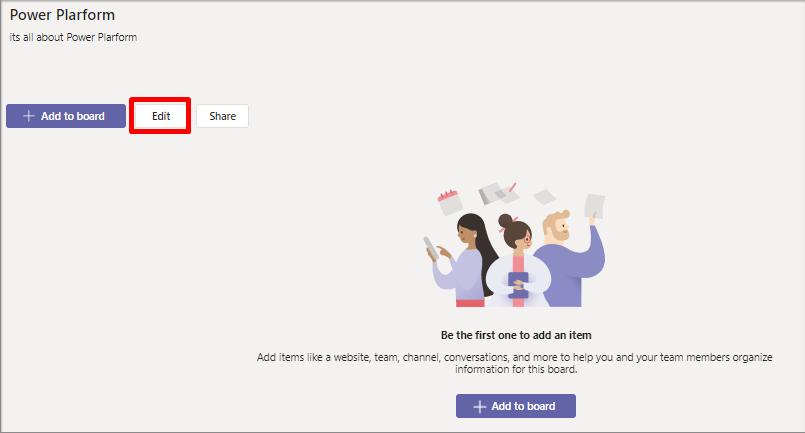 Power Plarform
its all about Power Plarform
Add to board
Edit
Share
Be the first one to add an item
Add items like a website, team, channel, conversations, and more to help you and your team members organize
information for this board.
Add to board